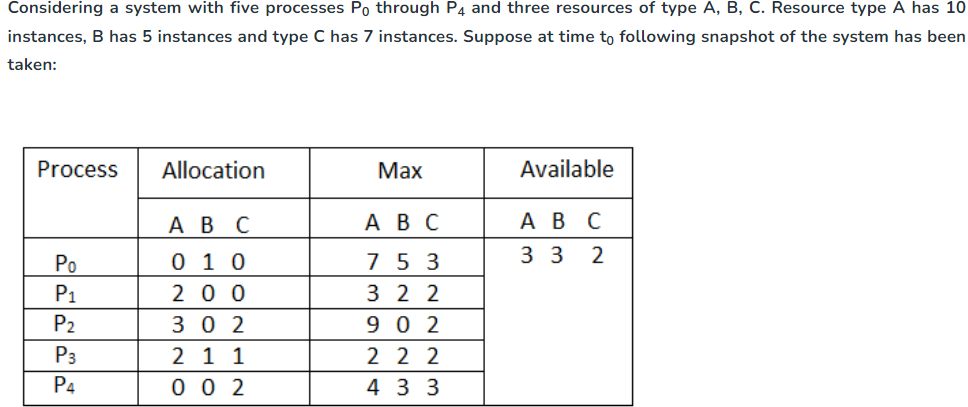 Considering a system with five processes P₀ through P₄ and three resources of type A, B, C. Resource type A has 10
instances, B has 5 instances and type C has 7 instances. Suppose at time t₀ following snapshot of the system has been
taken:
Process Allocation Max Available
A B C A B C A B C
P₀ 0 1 0 7 5 3 3 3 2
P₁ 2 0 0 3 2 2
P₂ 3 0 2 9 0 2
P₃ 2 1 1 2 2 2
P₄ 0 0 2 4 3 3